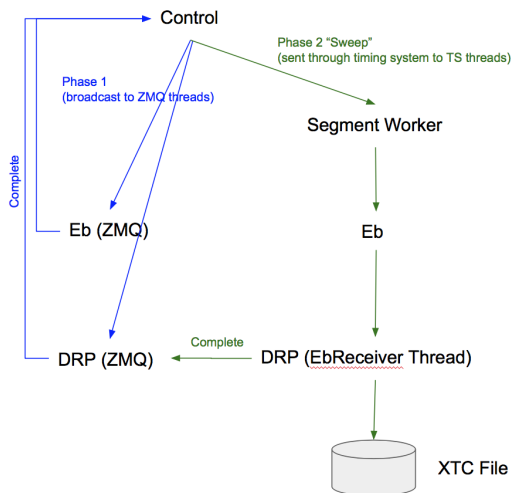 Control
Phase 2 “Sweep”
(sent through timing system to TS threads)
Phase 1
(broadcast to ZMQ threads)
Segment Worker
Complete
Eb (ZMQ)
Eb
Complete
DRP (ZMQ)
DRP (EbReceiver Thread)
XTC File